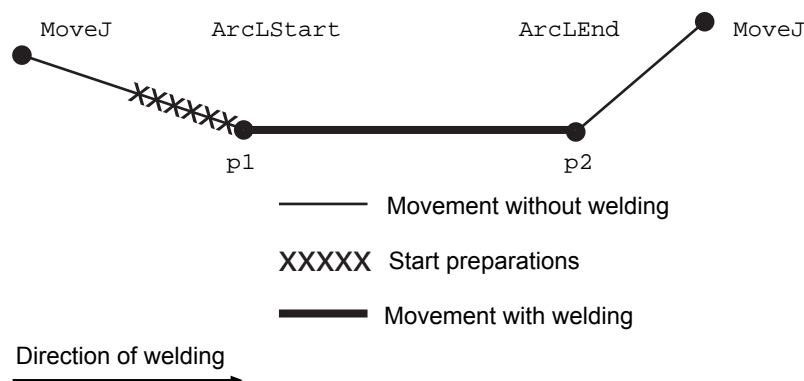 MoveJ ArcLStart ArcLEnd MoveJ
p1 p2
Movement without welding
XXXXX Start preparations
Movement with welding
Direction of welding